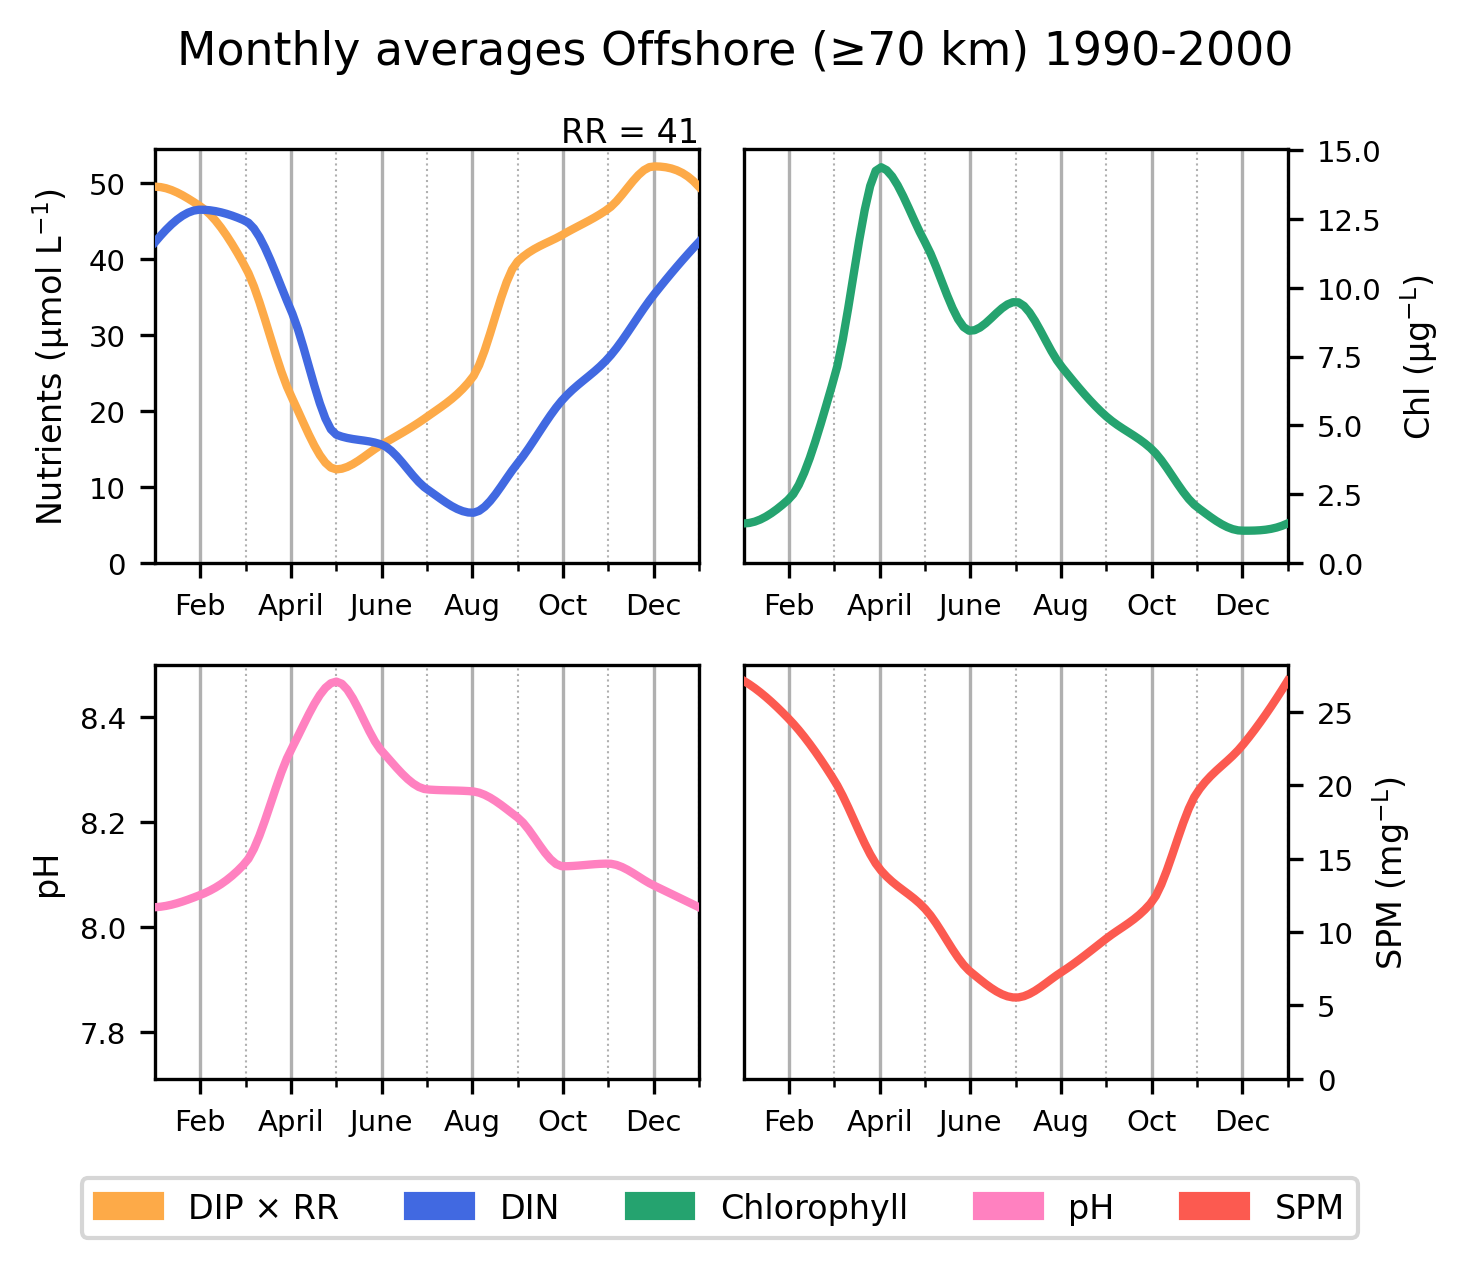 Monthly averages Offshore (≥70 km) 1990-2000
RR = 41
Nutrients (μmol L⁻¹)
50
40
30
20
10
0
Feb April June Aug Oct Dec
Chl (μg⁻ᴸ)
15.0
12.5
10.0
7.5
5.0
2.5
0.0
Feb April June Aug Oct Dec
pH
8.4
8.2
8.0
7.8
Feb April June Aug Oct Dec
SPM (mg⁻ᴸ)
25
20
15
10
5
0
Feb April June Aug Oct Dec
DIP × RR DIN Chlorophyll pH SPM